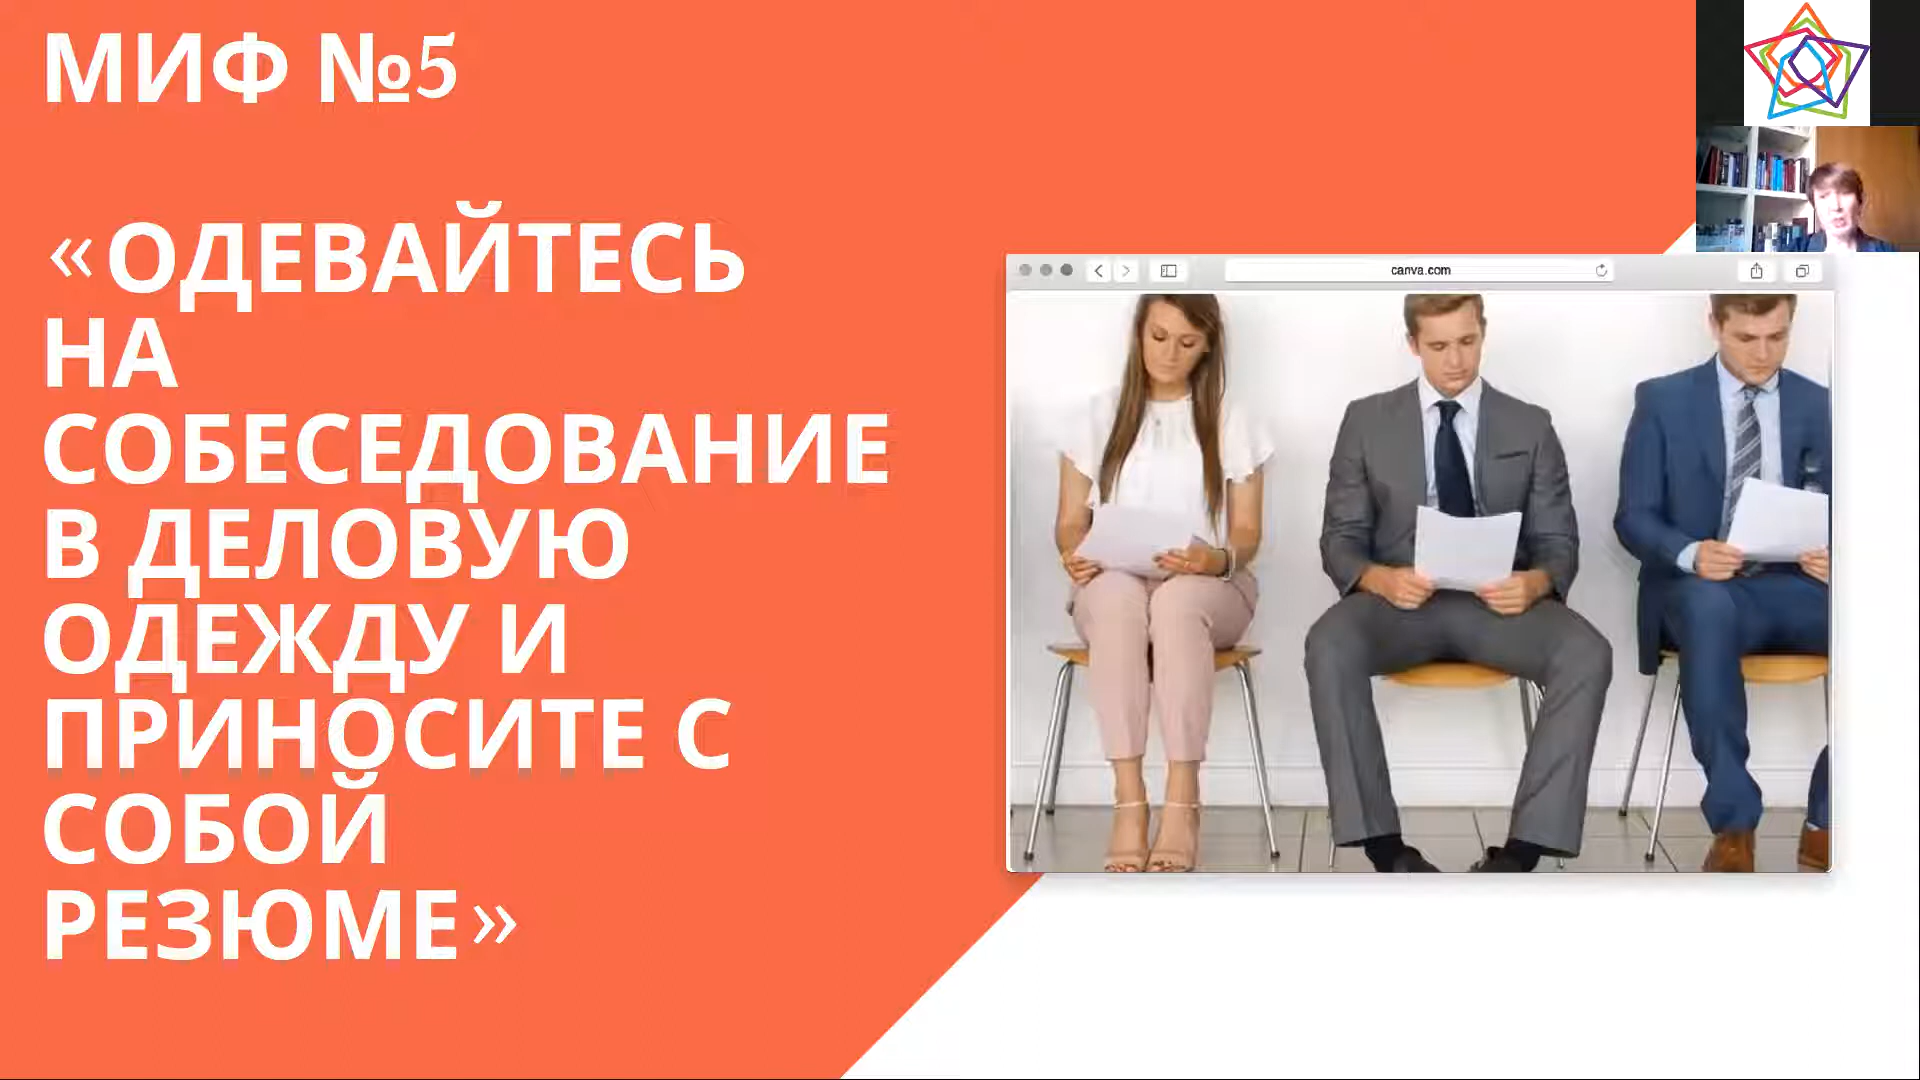 МИФ №5
«ОДЕВАЙТЕСЬ
НА
СОБЕСЕДОВАНИЕ
В ДЕЛОВУЮ
ОДЕЖДУ И
ПРИНОСИТЕ С
СОБОЙ
РЕЗЮМЕ»
canva.com